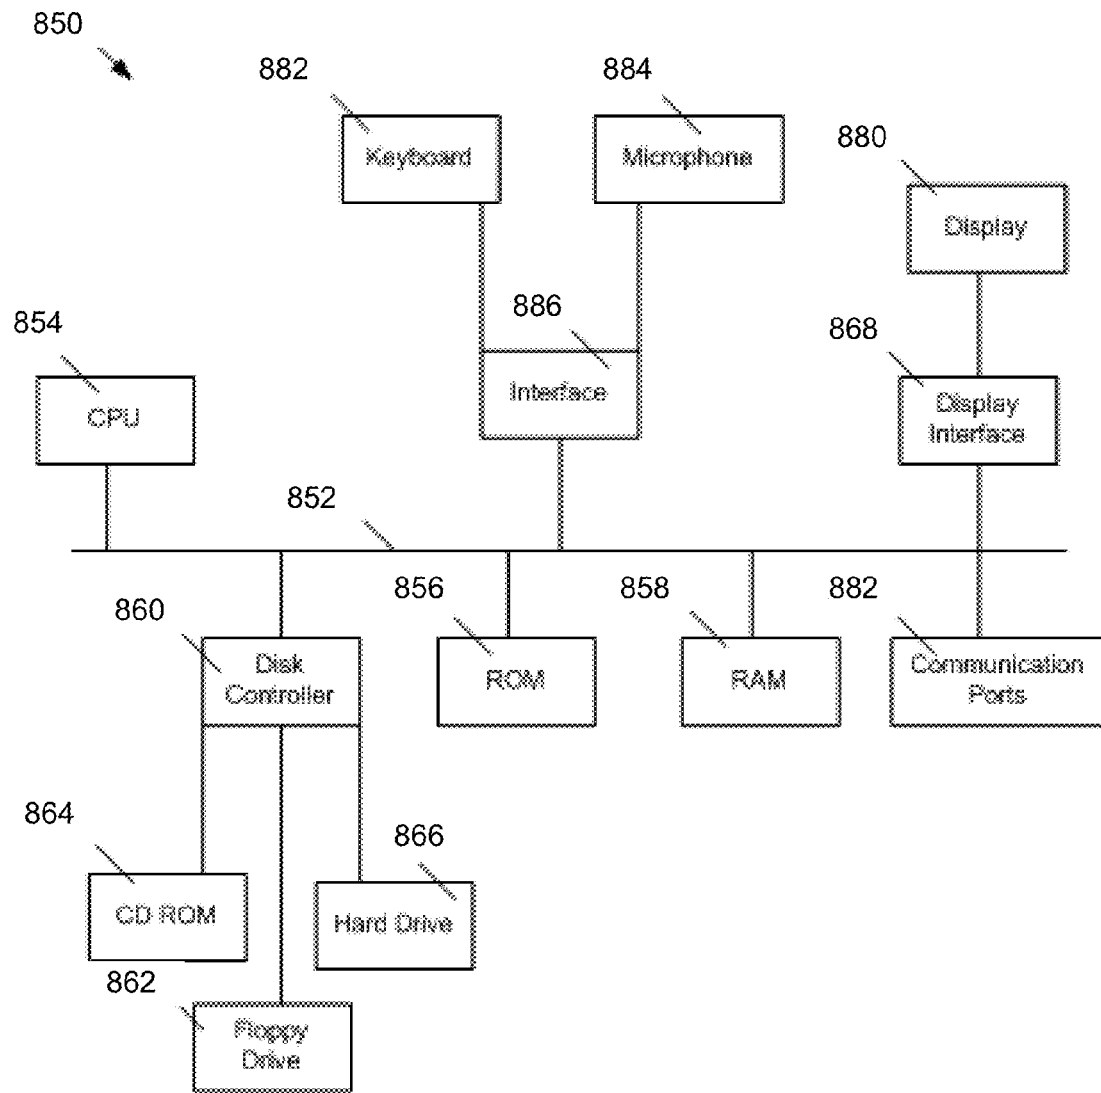 850
882
Keyboard
884
Microphone
880
Display
886
Interface
868
Display
Interface
854
CPU
852
860
Disk
Controller
856
ROM
858
RAM
882
Communication
Ports
864
CD ROM
866
Hard Drive
862
Floppy
Drive